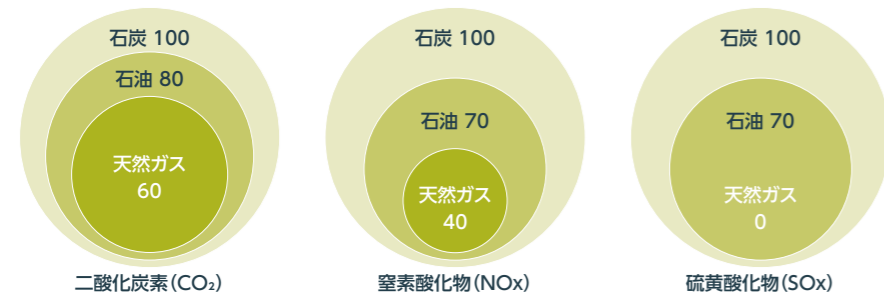 石炭 100
石油 80
天然ガス
60
二酸化炭素(CO₂)
石炭 100
石油 70
天然ガス
40
窒素酸化物(NOx)
石炭 100
石油 70
天然ガス
0
硫黄酸化物(SOx)